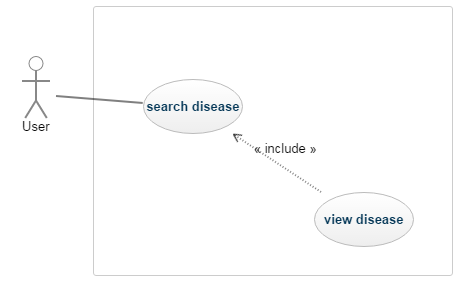 search disease
User
« include »
view disease